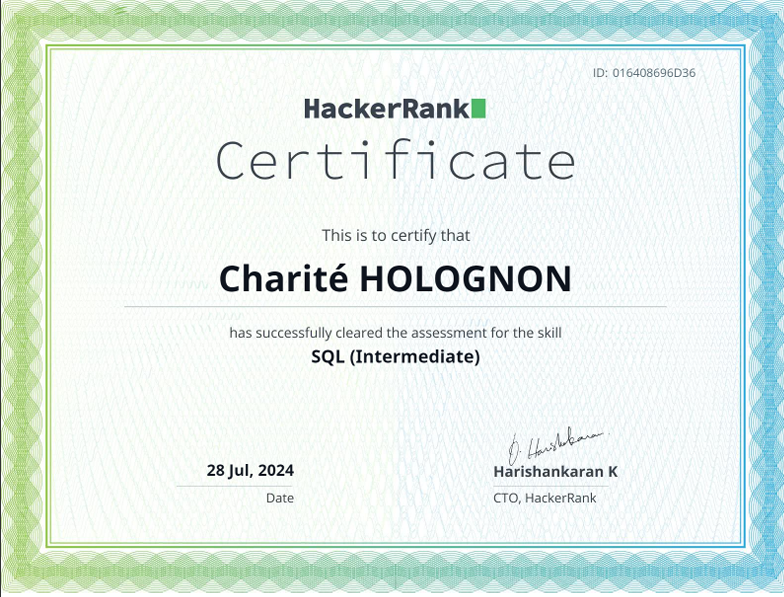 ID: 016408696D36
HackerRank
Certificate
This is to certify that
Charité HOLOGNON
has successfully cleared the assessment for the skill
SQL (Intermediate)
D. Harishankaran.
28 Jul, 2024
Harishankaran K
Date
CTO, HackerRank